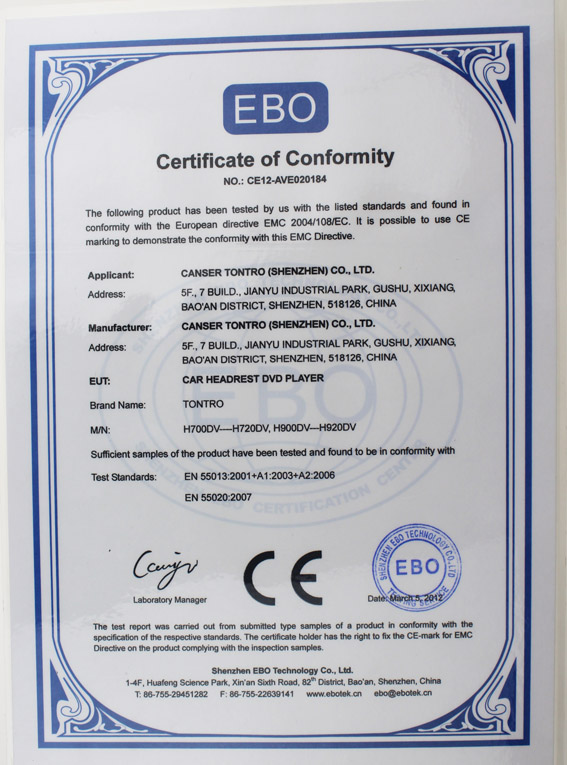 EBO
Certificate of Conformity
NO.: CE12-AVE020184
The following product has been tested by us with the listed standards and found in
conformity with the European directive EMC 2004/108/EC. It is possible to use CE
marking to demonstrate the conformity with this EMC Directive.
Applicant: CANSER TONTRO (SHENZHEN) CO., LTD.
Address: 5F., 7 BUILD., JIANYU INDUSTRIAL PARK, GUSHU, XIXIANG,
BAO'AN DISTRICT, SHENZHEN, 518126, CHINA
Manufacturer: CANSER TONTRO (SHENZHEN) CO., LTD.
Address: 5F., 7 BUILD., JIANYU INDUSTRIAL PARK, GUSHU, XIXIANG,
BAO'AN DISTRICT, SHENZHEN, 518126, CHINA
EUT: CAR HEADREST DVD PLAYER
Brand Name: TONTRO
M/N: H700DV----H720DV, H900DV---H920DV
Sufficient samples of the product have been tested and found to be in conformity with
Test Standards: EN 55013:2001+A1:2003+A2:2006
EN 55020:2007
EBO
CERTIFICATION
CE
SHENZHEN EBO TECHNOLOGY CO.,LTD
EBO
TESTING SERVICE
Laboratory Manager
Date: March 5, 2012
The test report was carried out from submitted type samples of a product in conformity with the
specification of the respective standards. The certificate holder has the right to fix the CE-mark for EMC
Directive on the product complying with the inspection samples.
Shenzhen EBO Technology Co., Ltd.
1-4F, Huafeng Science Park, Xin'an Sixth Road, 82th District, Bao'an, Shenzhen, China
T: 86-755-29451282 F: 86-755-22639141 www.ebotek.cn ebo@ebotek.cn